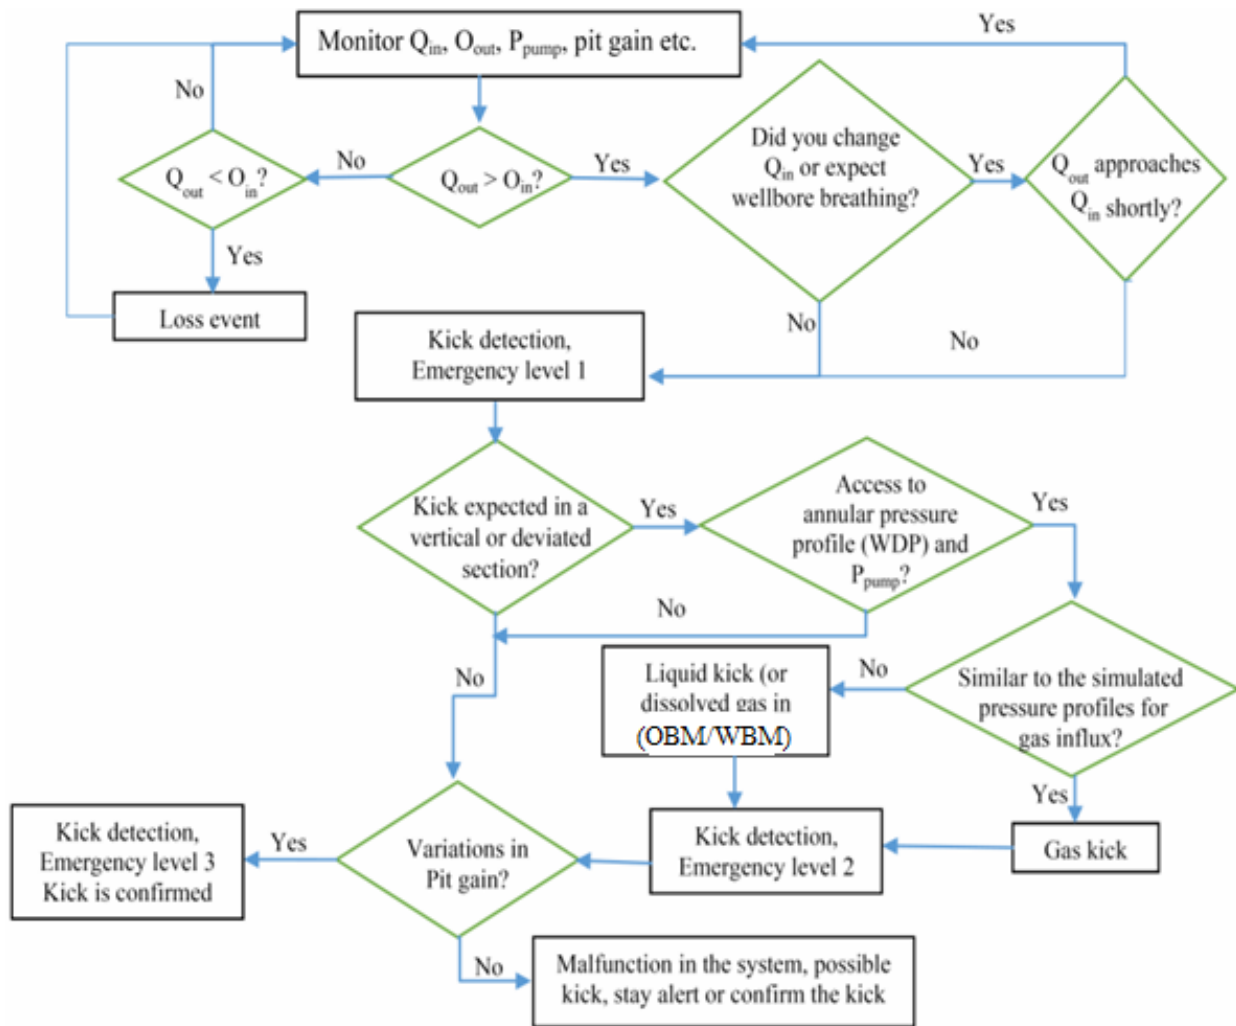 Monitor Qin, Oout, Ppump, pit gain etc.
Yes
No
Qout < Oin?
No
Qout > Oin?
Yes
Did you change
Qin or expect
wellbore breathing?
Yes
Qout approaches
Qin shortly?
Yes
Loss event
No
No
Kick detection,
Emergency level 1
Kick expected in a
vertical or deviated
section?
Yes
Access to
annular pressure
profile (WDP) and
Ppump?
Yes
No
No
Liquid kick (or
dissolved gas in
(OBM/WBM)
No
Similar to the simulated
pressure profiles for
gas influx?
Yes
Kick detection,
Emergency level 3
Kick is confirmed
Yes
Variations in
Pit gain?
Kick detection,
Emergency level 2
Gas kick
No
Malfunction in the system, possible
kick, stay alert or confirm the kick